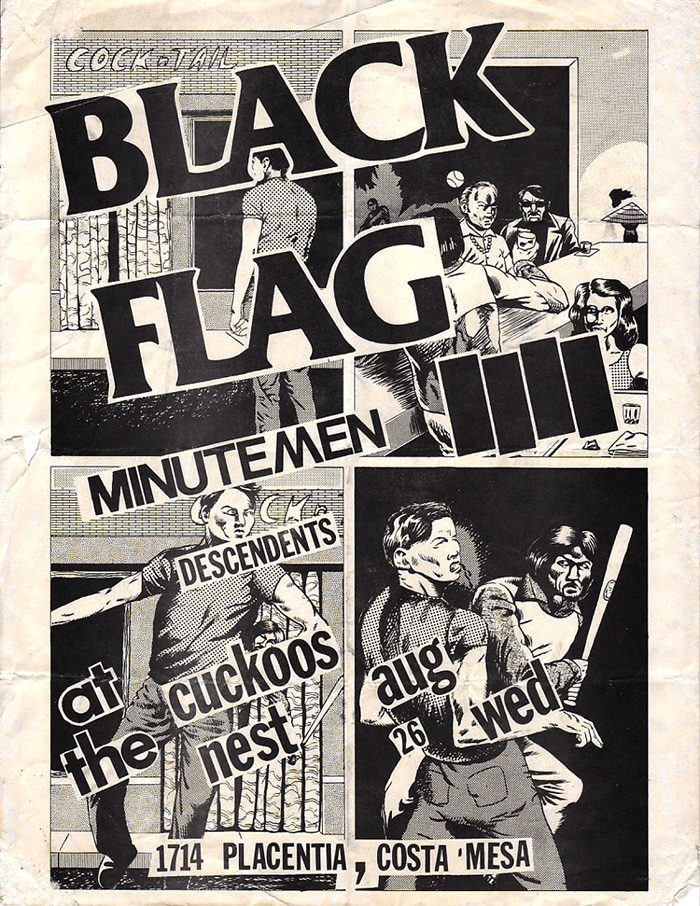 COCK-TAIL
BLACK
FLAG
MINUTEMEN
DESCENDENTS
at cuckoos
the nest
aug wed
26
1714 PLACENTIA, COSTA MESA